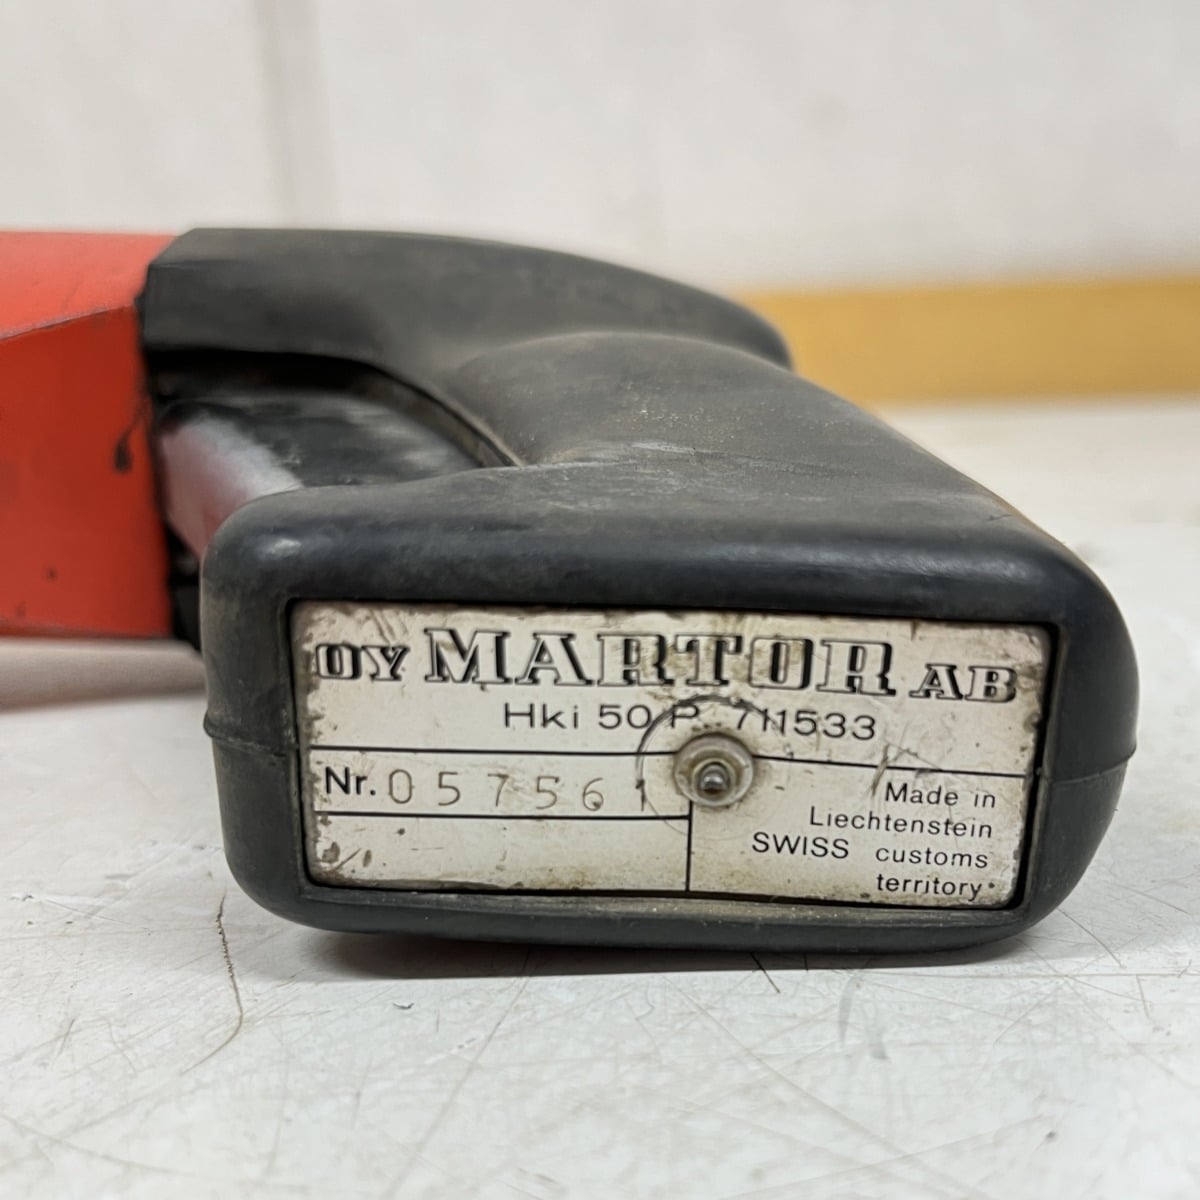 OY MARTOR AB
Hki 50 P. 711533
Nr. 057561
Made in
Liechtenstein
SWISS customs
territory